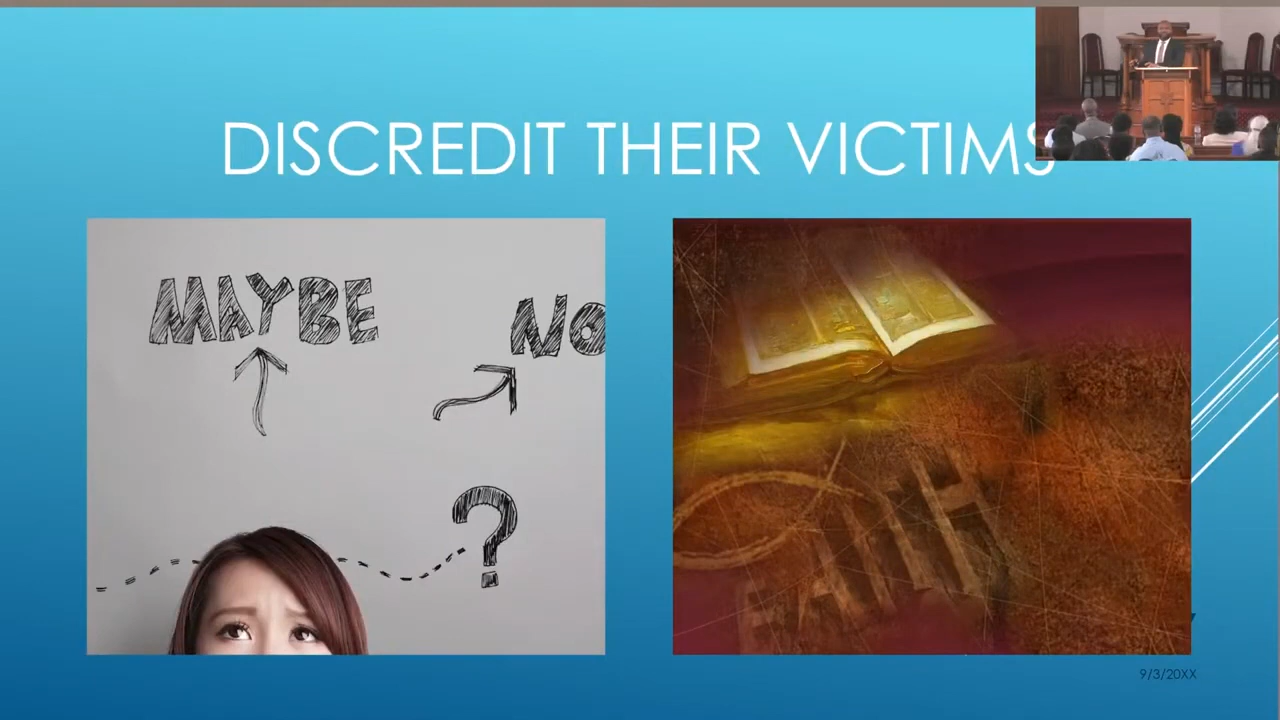 DISCREDIT THEIR VICTIMS
MAYBE
NO
?
FAITH
9/3/20XX